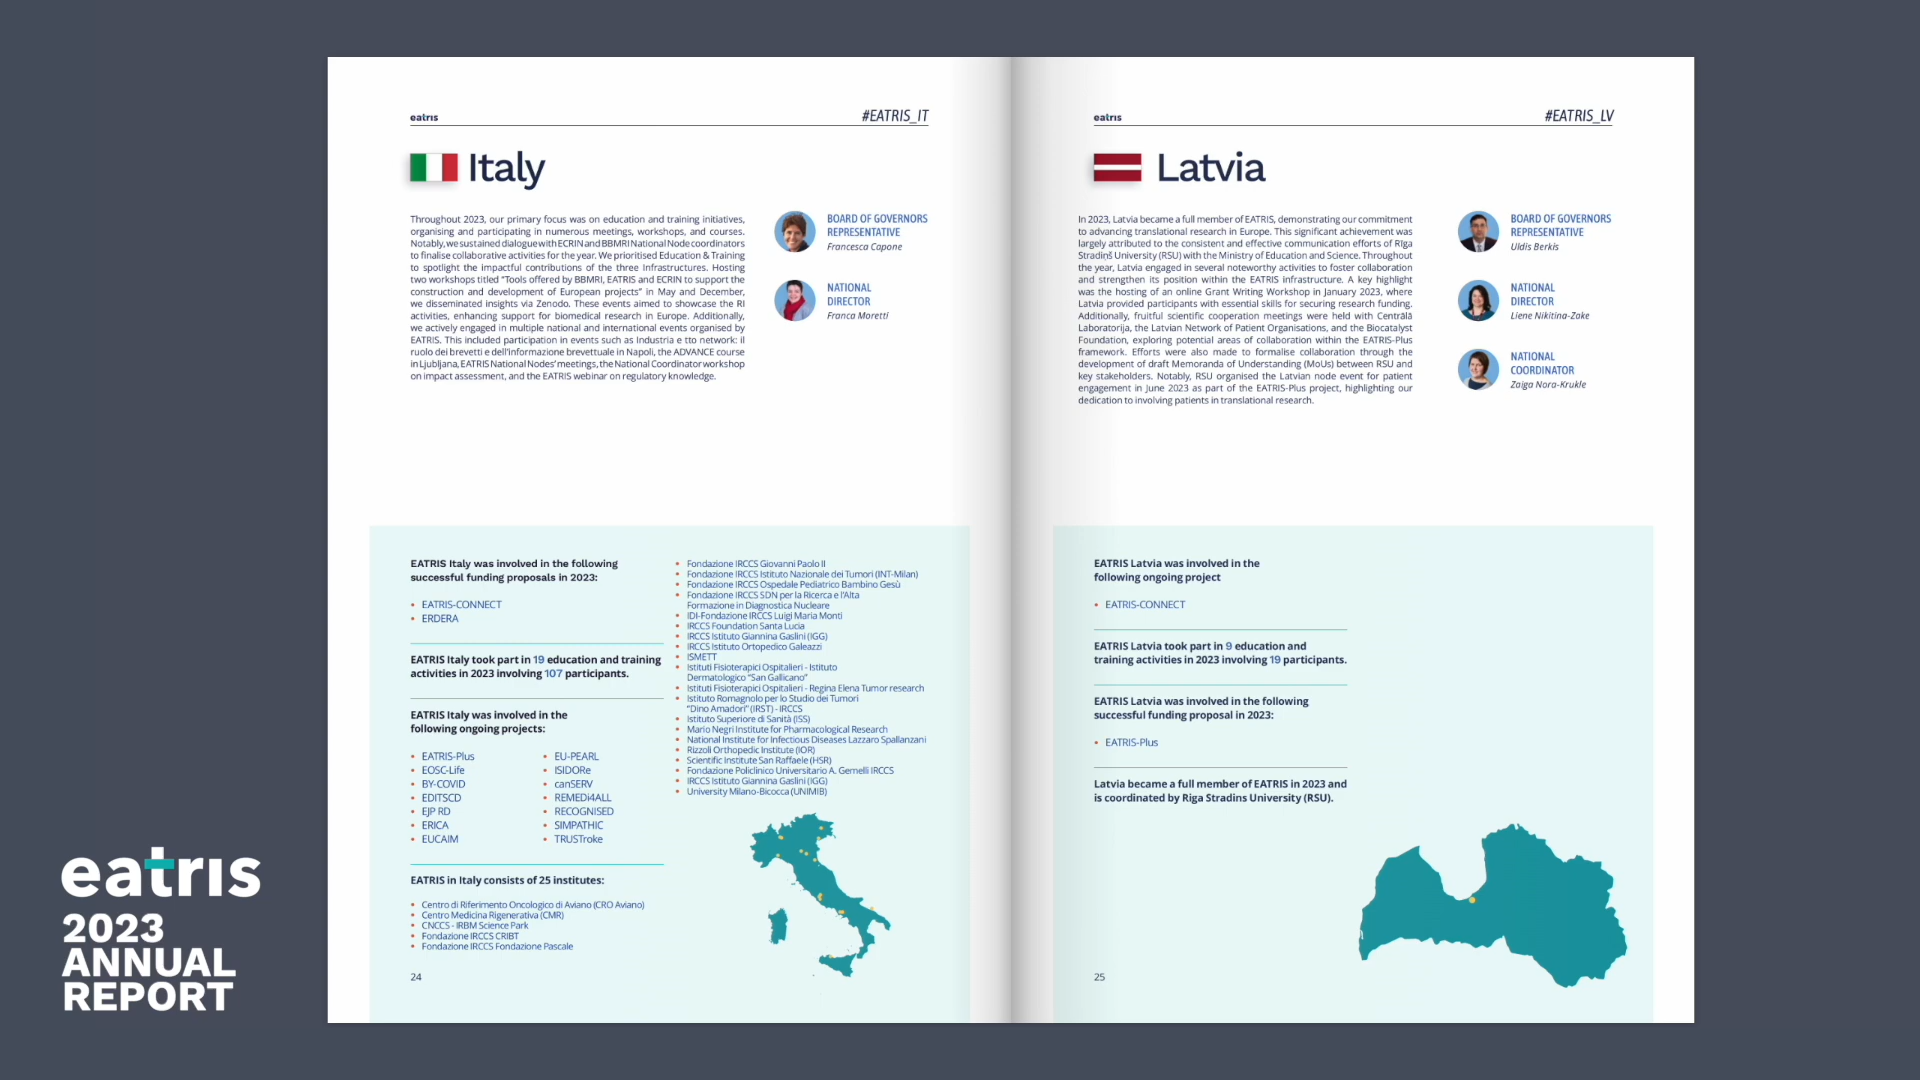 eatris
#EATRIS_IT
Italy
Throughout 2023, our primary focus was on education and training initiatives,
organising and participating in numerous meetings, workshops, and courses.
Notably, we sustained dialogue with ECRIN and BBMRI National Node coordinators
to finalise collaborative activities for the year. We prioritised Education & Training
to spotlight the impactful contributions of the three Infrastructures. Hosting
two workshops titled "Tools offered by BBMRI, EATRIS and ECRIN to support the
construction and development of European projects" in May and December,
we disseminated insights via Zenodo. These events aimed to showcase the RI
activities, enhancing support for biomedical research in Europe. Additionally,
we actively engaged in multiple national and international events organised by
EATRIS. This included participation in events such as Industria e tto network: il
ruolo dei brevetti e dell'informazione brevettuale in Napoli, the ADVANCE course
in Ljubljana, EATRIS National Nodes' meetings, the National Coordinator workshop
on impact assessment, and the EATRIS webinar on regulatory knowledge.
BOARD OF GOVERNORS
REPRESENTATIVE
Francesca Capone
NATIONAL
DIRECTOR
Franca Moretti
EATRIS Italy was involved in the following
successful funding proposals in 2023:
• EATRIS-CONNECT
• ERDERA
EATRIS Italy took part in 19 education and training
activities in 2023 involving 107 participants.
EATRIS Italy was involved in the
following ongoing projects:
• EATRIS-Plus
• EOSC-Life
• BY-COVID
• EDITSCD
• EJP RD
• ERICA
• EUCAIM
• EU-PEARL
• ISIDORe
• canSERV
• REMEDi4ALL
• RECOGNISED
• SIMPATHIC
• TRUSTroke
EATRIS in Italy consists of 25 institutes:
• Centro di Riferimento Oncologico di Aviano (CRO Aviano)
• Centro Medicina Rigenerativa (CMR)
• CNCCS - IRBM Science Park
• Fondazione IRCCS CRIBT
• Fondazione IRCCS Fondazione Pascale
• Fondazione IRCCS Giovanni Paolo II
• Fondazione IRCCS Istituto Nazionale dei Tumori (INT-Milan)
• Fondazione IRCCS Ospedale Pediatrico Bambino Gesù
• Fondazione IRCCS SDN per la Ricerca e l'Alta
Formazione in Diagnostica Nucleare
• IDI-Fondazione IRCCS Luigi Maria Monti
• IRCCS Foundation Santa Lucia
• IRCCS Istituto Giannina Gaslini (IGG)
• IRCCS Istituto Ortopedico Galeazzi
• ISMETT
• Istituti Fisioterapici Ospitalieri - Istituto
Dermatologico "San Gallicano"
• Istituti Fisioterapici Ospitalieri - Regina Elena Tumor research
• Istituto Romagnolo per lo Studio dei Tumori
"Dino Amadori" (IRST) - IRCCS
• Istituto Superiore di Sanità (ISS)
• Mario Negri Institute for Pharmacological Research
• National Institute for Infectious Diseases Lazzaro Spallanzani
• Rizzoli Orthopedic Institute (IOR)
• Scientific Institute San Raffaele (HSR)
• Fondazione Policlinico Universitario A. Gemelli IRCCS
• IRCCS Istituto Giannina Gaslini (IGG)
• University Milano-Bicocca (UNIMIB)
24
eatris
#EATRIS_LV
Latvia
In 2023, Latvia became a full member of EATRIS, demonstrating our commitment
to advancing translational research in Europe. This significant achievement was
largely attributed to the consistent and effective communication efforts of Rīga
Stradiņš University (RSU) with the Ministry of Education and Science. Throughout
the year, Latvia engaged in several noteworthy activities to foster collaboration
and strengthen its position within the EATRIS infrastructure. A key highlight
was the hosting of an online Grant Writing Workshop in January 2023, where
Latvia provided participants with essential skills for securing research funding.
Additionally, fruitful scientific cooperation meetings were held with Centrālā
Laboratorija, the Latvian Network of Patient Organisations, and the Biocatalyst
Foundation, exploring potential areas of collaboration within the EATRIS-Plus
framework. Efforts were also made to formalise collaboration through the
development of draft Memoranda of Understanding (MoUs) between RSU and
key stakeholders. Notably, RSU organised the Latvian node event for patient
engagement in June 2023 as part of the EATRIS-Plus project, highlighting our
dedication to involving patients in translational research.
BOARD OF GOVERNORS
REPRESENTATIVE
Uldis Berkis
NATIONAL
DIRECTOR
Liene Nikitina-Zake
NATIONAL
COORDINATOR
Zaiga Nora-Krukle
EATRIS Latvia was involved in the
following ongoing project
• EATRIS-CONNECT
EATRIS Latvia took part in 9 education and
training activities in 2023 involving 19 participants.
EATRIS Latvia was involved in the following
successful funding proposal in 2023:
• EATRIS-Plus
Latvia became a full member of EATRIS in 2023 and
is coordinated by Riga Stradins University (RSU).
25
eatris
2023
ANNUAL
REPORT